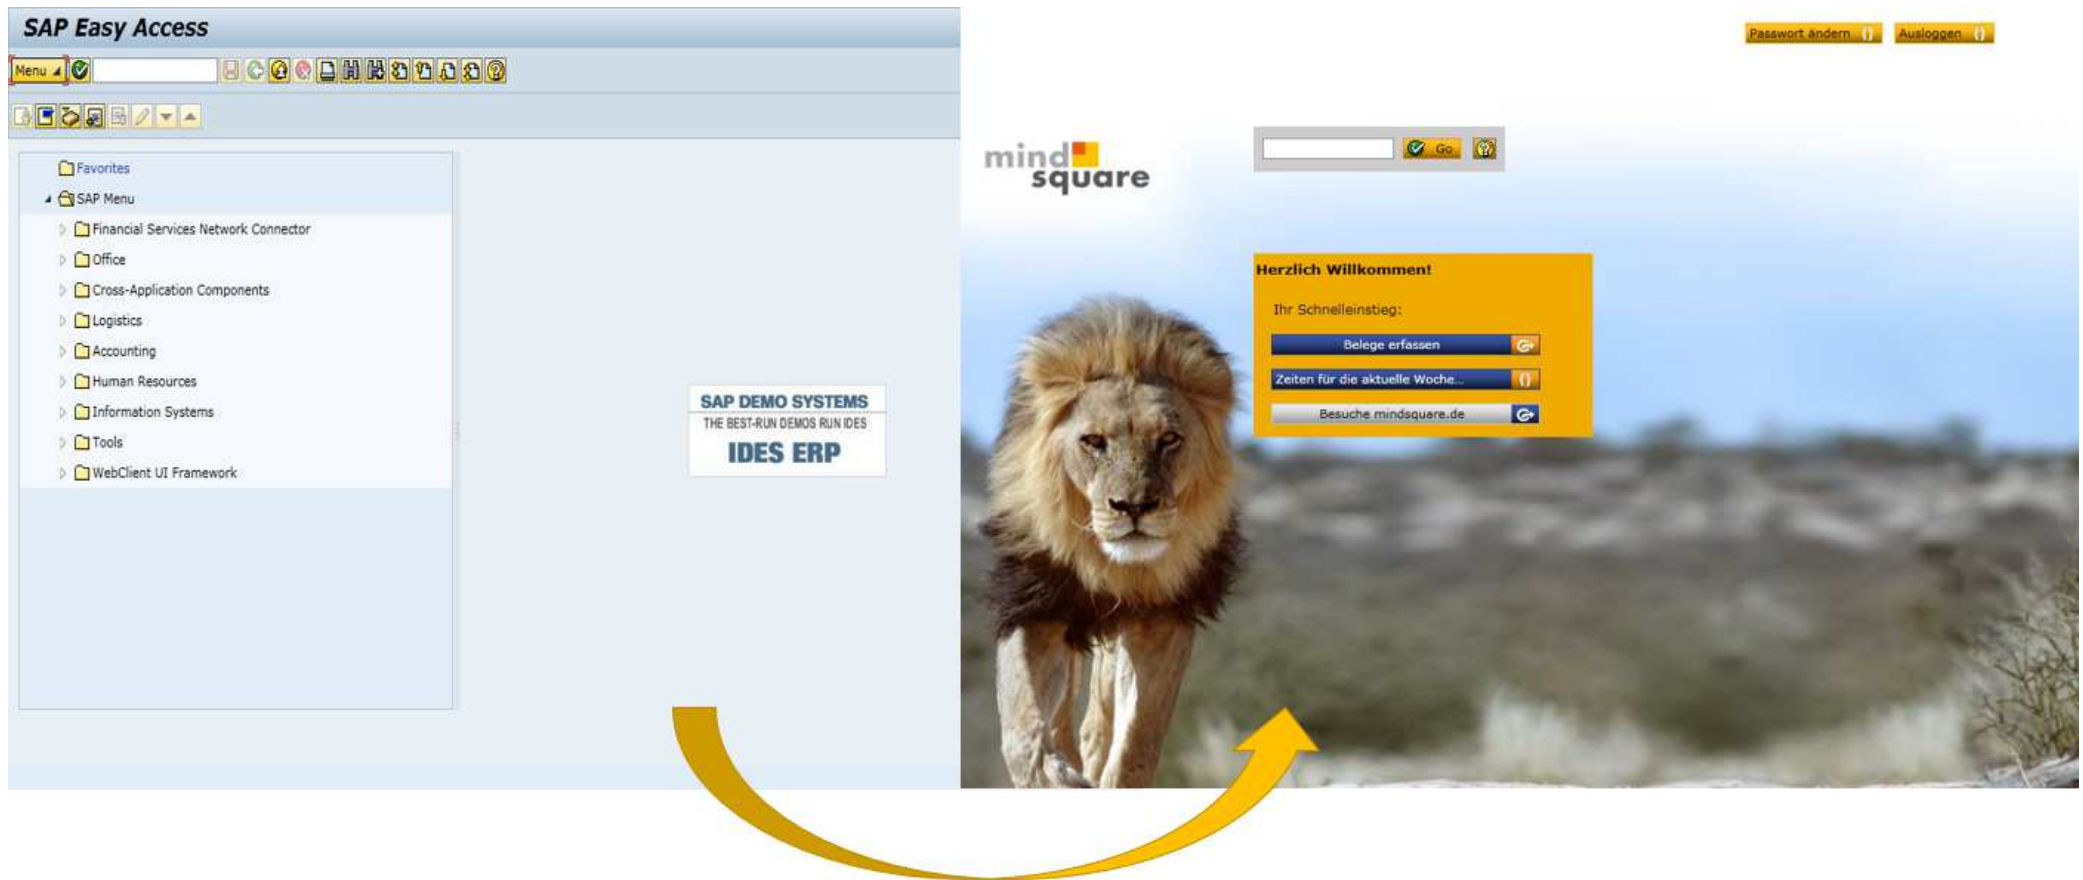 SAP Easy Access
Menu
Favorites
SAP Menu
Financial Services Network Connector
Office
Cross-Application Components
Logistics
Accounting
Human Resources
Information Systems
Tools
WebClient UI Framework
SAP DEMO SYSTEMS
THE BEST-RUN DEMOS RUN IDES
IDES ERP
Passwort ändern
Ausloggen
mind
square
Go
Herzlich Willkommen!
Ihr Schnelleinstieg:
Belege erfassen
Zeiten für die aktuelle Woche...
Besuche mindsquare.de